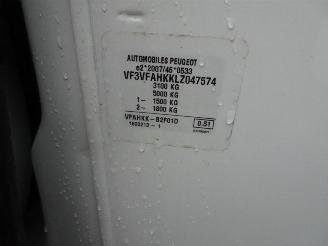 AUTOMOBILES PEUGEOT
e2*2007/46*0533
VF3VFAHKKLZ047574
3100 KG
5000 KG
1- 1500 KG
2- 1800 KG
VFAHKK-B2F01D
0.81